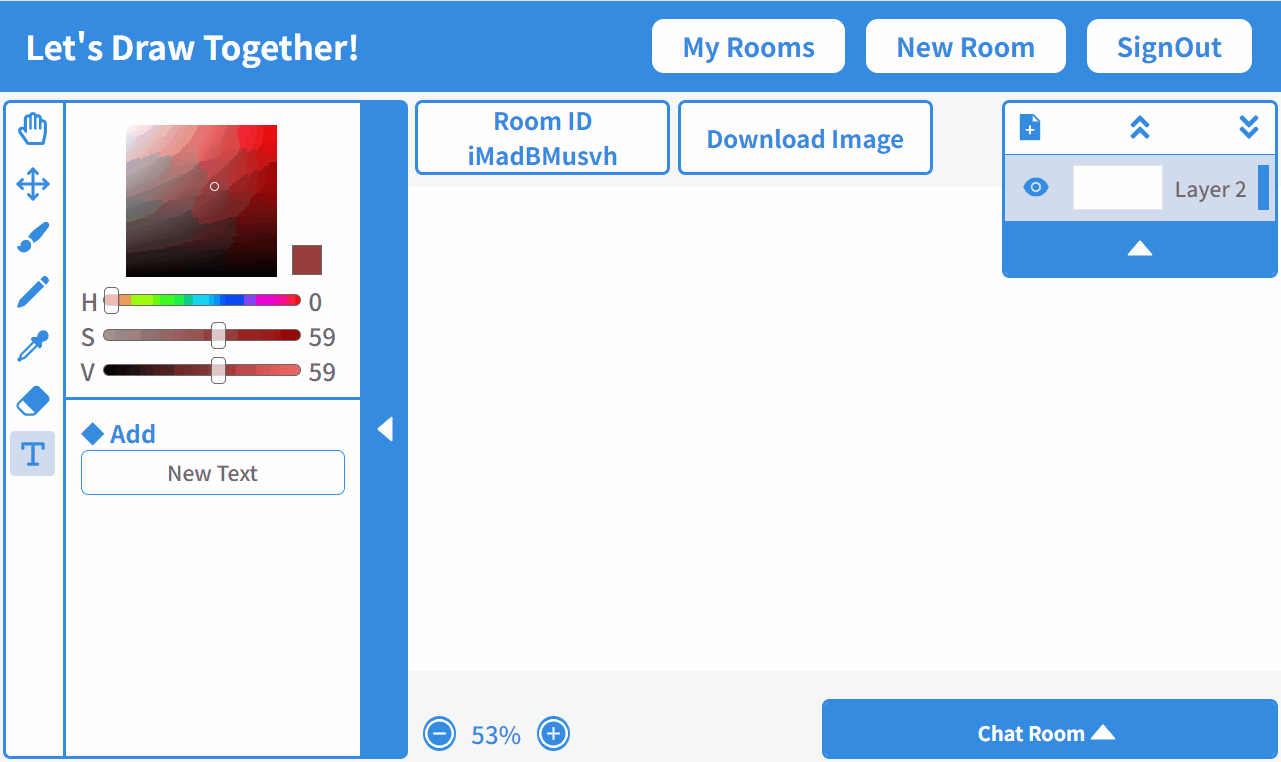 Let's Draw Together!
My Rooms
New Room
SignOut
Room ID
iMadBMusvh
Download Image
Layer 2
H 0
S 59
V 59
Add
New Text
T
53%
Chat Room